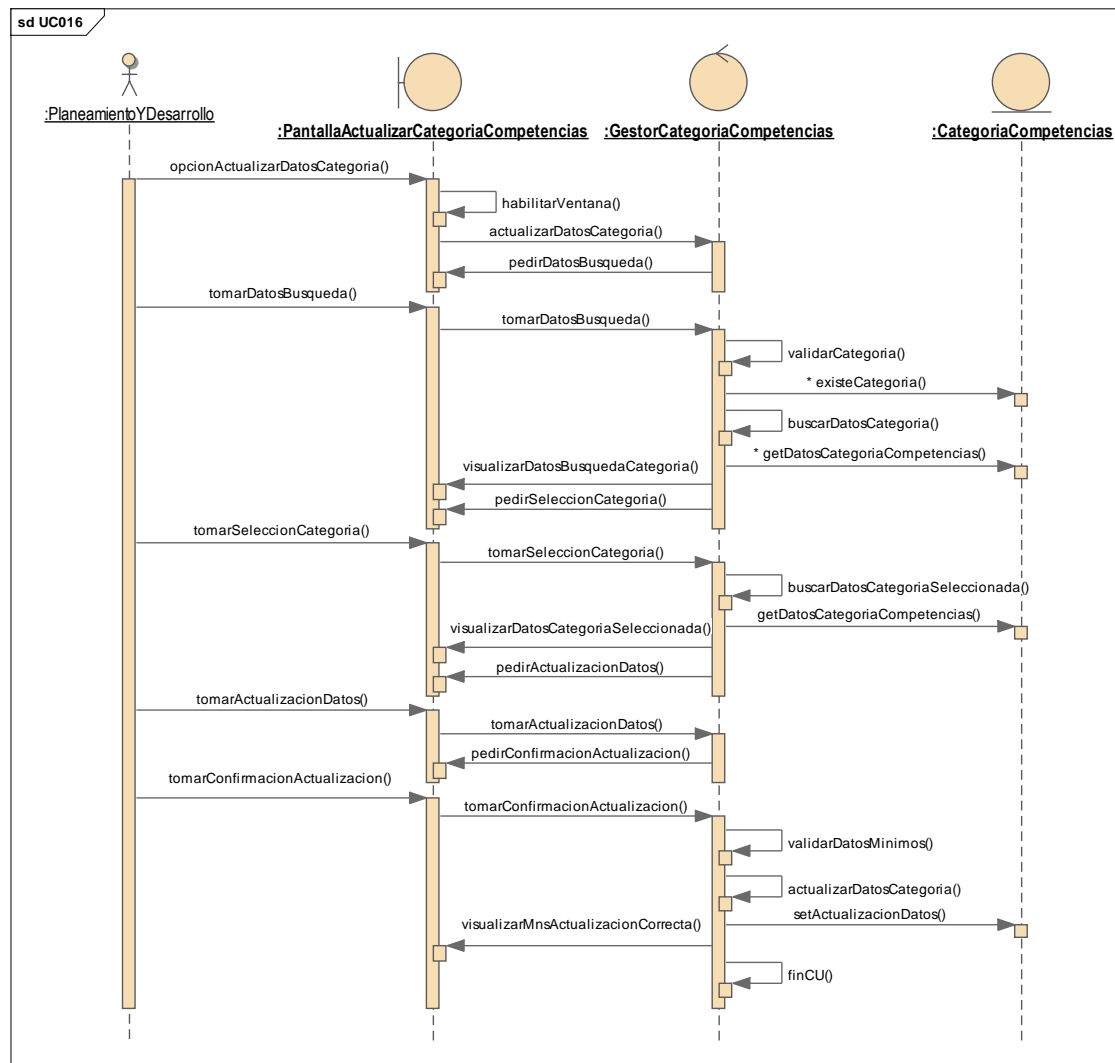 sd UC016
:PlaneamientoYDesarrollo
:PantallaActualizarCategoriaCompetencias
:GestorCategoriaCompetencias
:CategoriaCompetencias
opcionActualizarDatosCategoria()
habilitarVentana()
actualizarDatosCategoria()
pedirDatosBusqueda()
tomarDatosBusqueda()
tomarDatosBusqueda()
validarCategoria()
* existeCategoria()
buscarDatosCategoria()
* getDatosCategoriaCompetencias()
visualizarDatosBusquedaCategoria()
pedirSeleccionCategoria()
tomarSeleccionCategoria()
tomarSeleccionCategoria()
buscarDatosCategoriaSeleccionada()
getDatosCategoriaCompetencias()
visualizarDatosCategoriaSeleccionada()
pedirActualizacionDatos()
tomarActualizacionDatos()
tomarActualizacionDatos()
pedirConfirmacionActualizacion()
tomarConfirmacionActualizacion()
tomarConfirmacionActualizacion()
validarDatosMinimos()
actualizarDatosCategoria()
setActualizacionDatos()
visualizarMnsActualizacionCorrecta()
finCU()